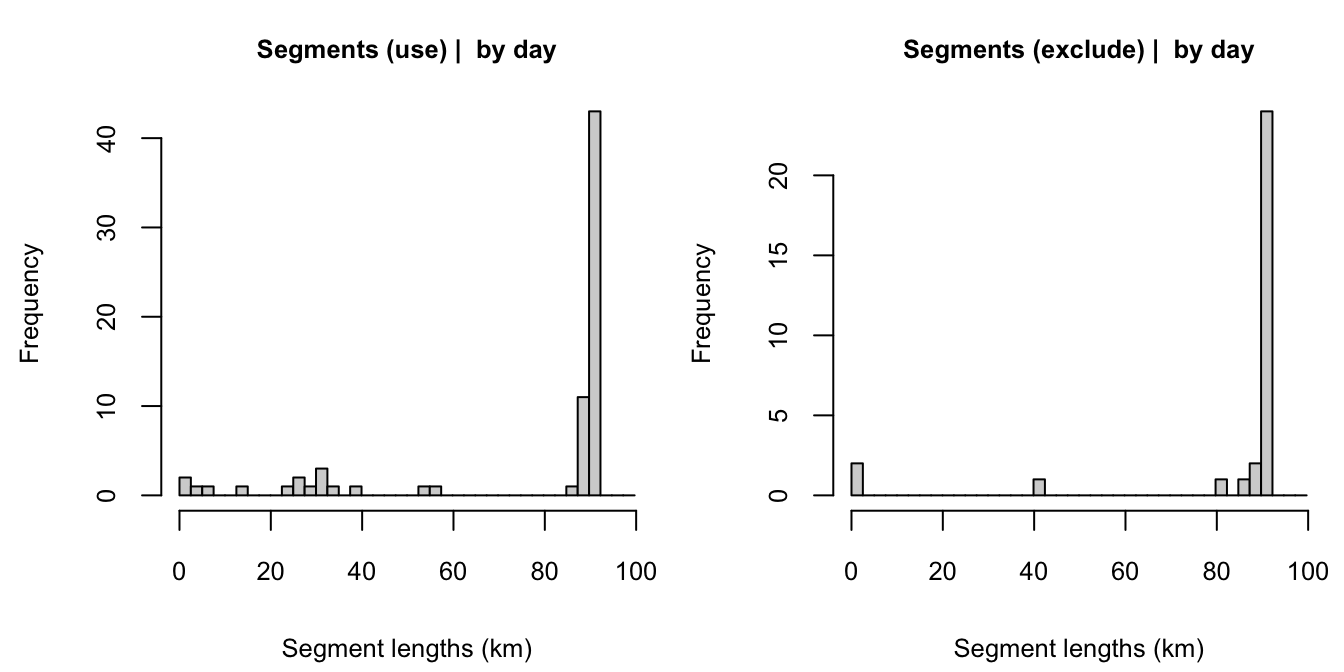 Segments (use) |  by day
Frequency
0 10 20 30 40
0 20 40 60 80 100
Segment lengths (km)
Segments (exclude) |  by day
Frequency
0 5 10 15 20
0 20 40 60 80 100
Segment lengths (km)